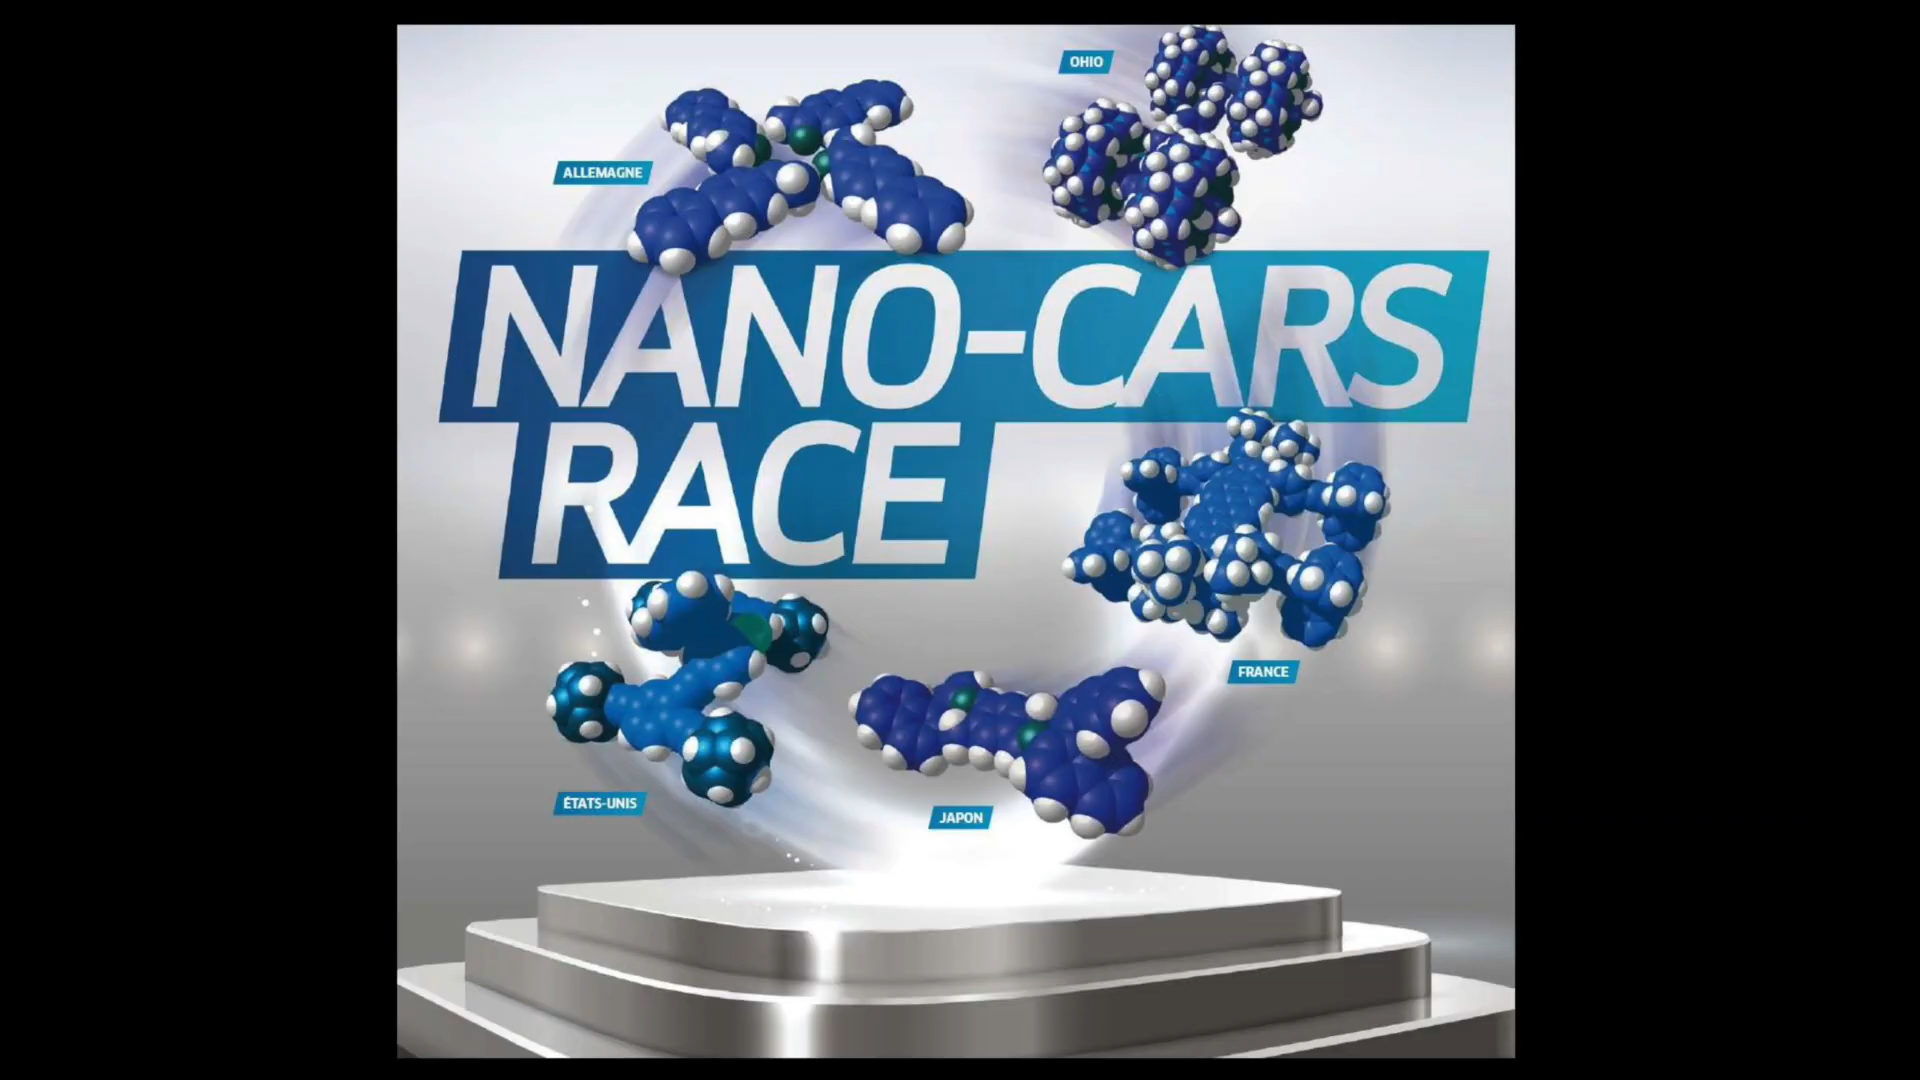 OHIO
ALLEMAGNE
NANO-CARS
RACE
FRANCE
ÉTATS-UNIS
JAPON